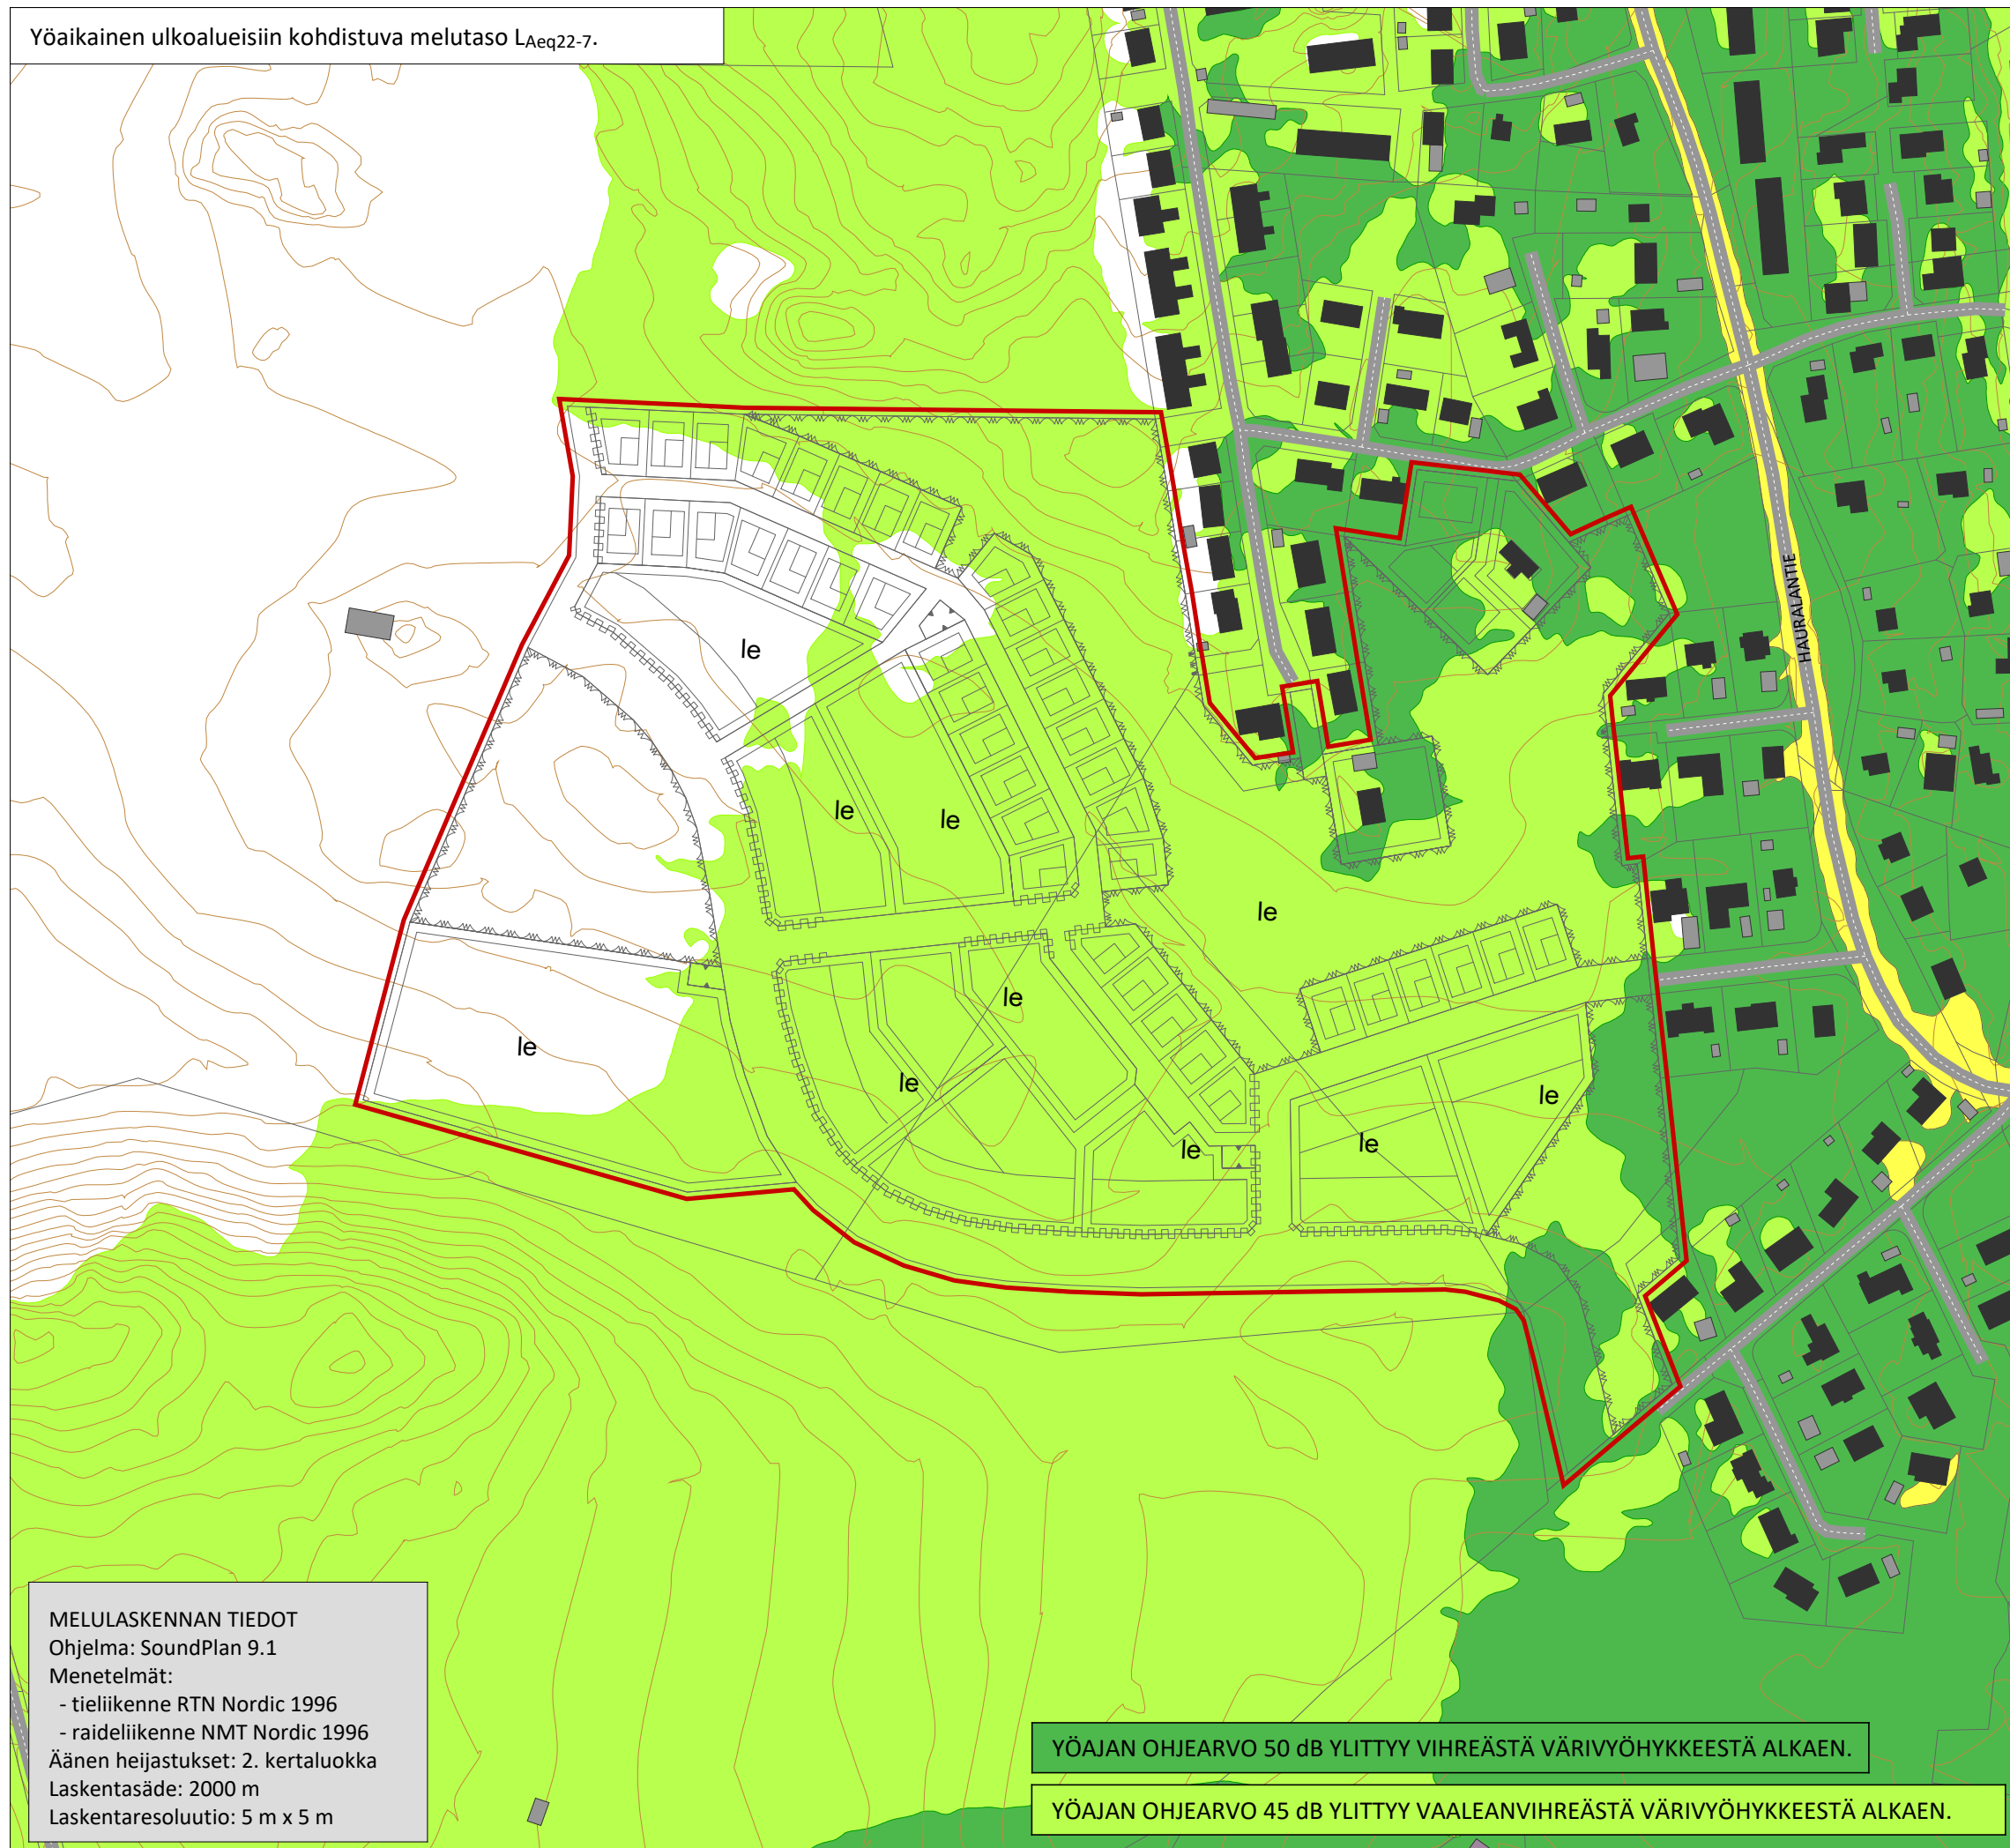 Yöaikainen ulkoalueisiin kohdistuva melutaso LAeq22-7.
HAURALANTIE
le
le
le
le
le
le
le
le
le
le
MELULASKENNAN TIEDOT
Ohjelma: SoundPlan 9.1
Menetelmät:
- tieliikenne RTN Nordic 1996
- raideliikenne NMT Nordic 1996
Äänen heijastukset: 2. kertaluokka
Laskentasäde: 2000 m
Laskentaresoluutio: 5 m x 5 m
YÖAJAN OHJEARVO 50 dB YLITTYY VIHREÄSTÄ VÄRIVYÖHYKKEESTÄ ALKAEN.
YÖAJAN OHJEARVO 45 dB YLITTYY VAALEANVIHREÄSTÄ VÄRIVYÖHYKKEESTÄ ALKAEN.